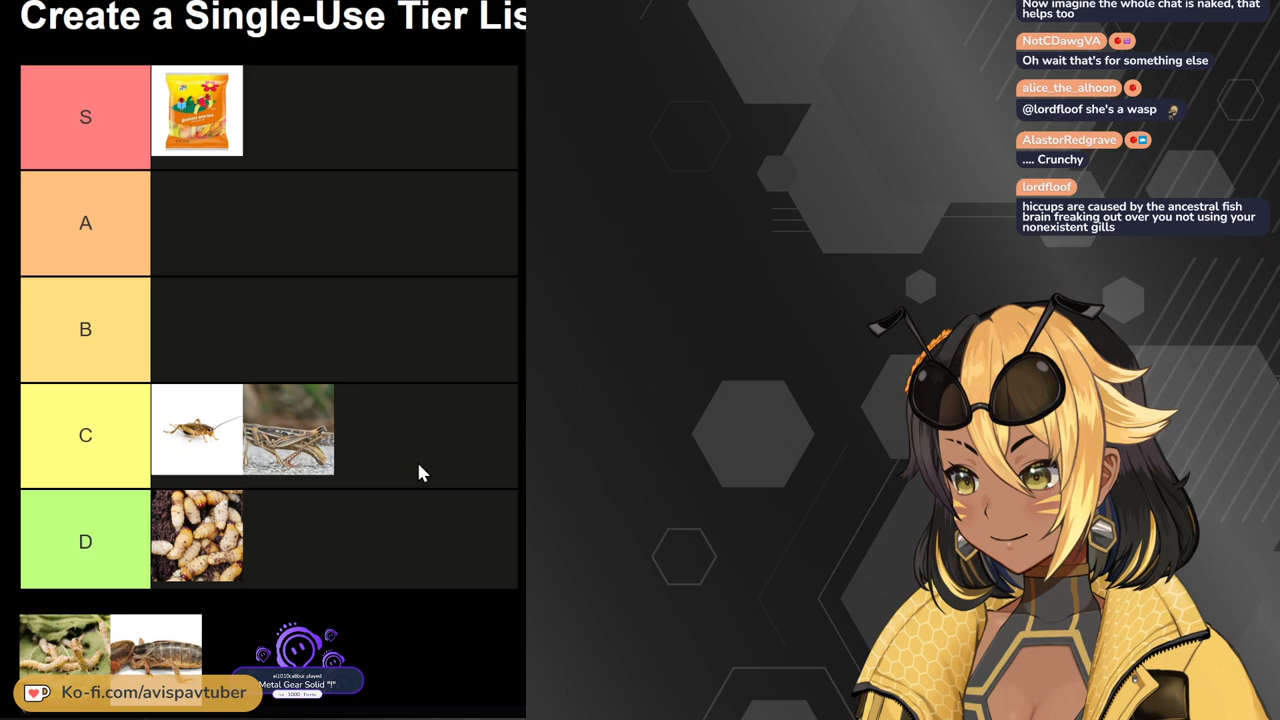 Create a Single-Use Tier Lis
S
A
B
C
D
Now imagine the whole chat is naked, that
helps too
NotCDawgVA
Oh wait that's for something else
alice_the_alhoon
@lordfloof she's a wasp
AlastorRedgrave
.... Crunchy
lordfloof
hiccups are caused by the ancestral fish
brain freaking out over you not using your
nonexistent gills
Metal Gear Solid "!"
Ko-fi.com/avispavtuber